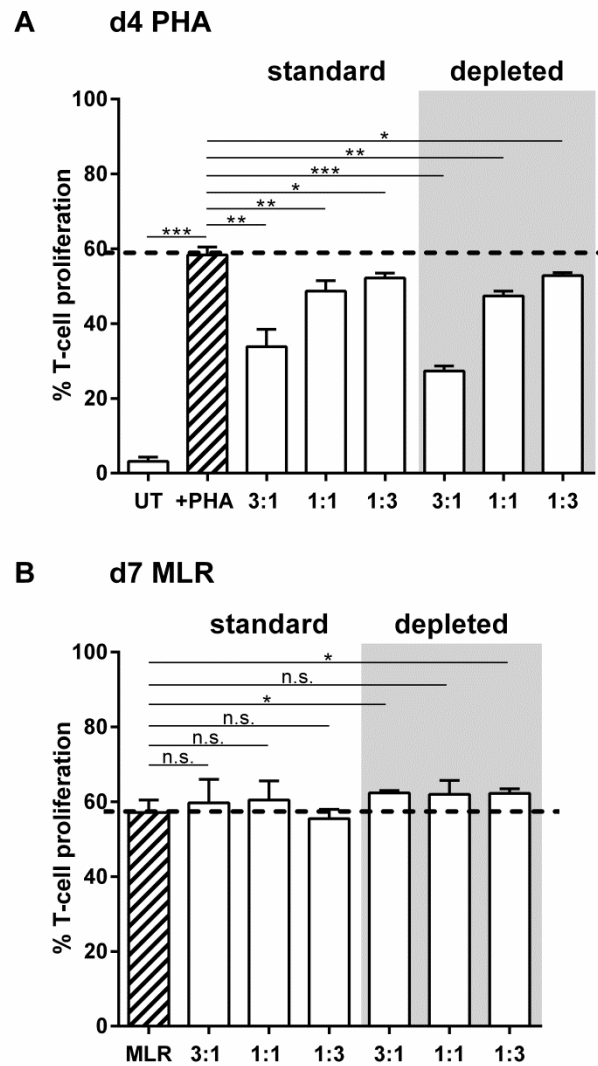 A d4 PHA
standard depleted
100
80
60
40
20
0
% T-cell proliferation
*
**
***
*
**
***
**
UT +PHA 3:1 1:1 1:3 3:1 1:1 1:3
B d7 MLR
standard depleted
100
80
60
40
20
0
% T-cell proliferation
*
n.s.
*
n.s.
n.s.
n.s.
MLR 3:1 1:1 1:3 3:1 1:1 1:3